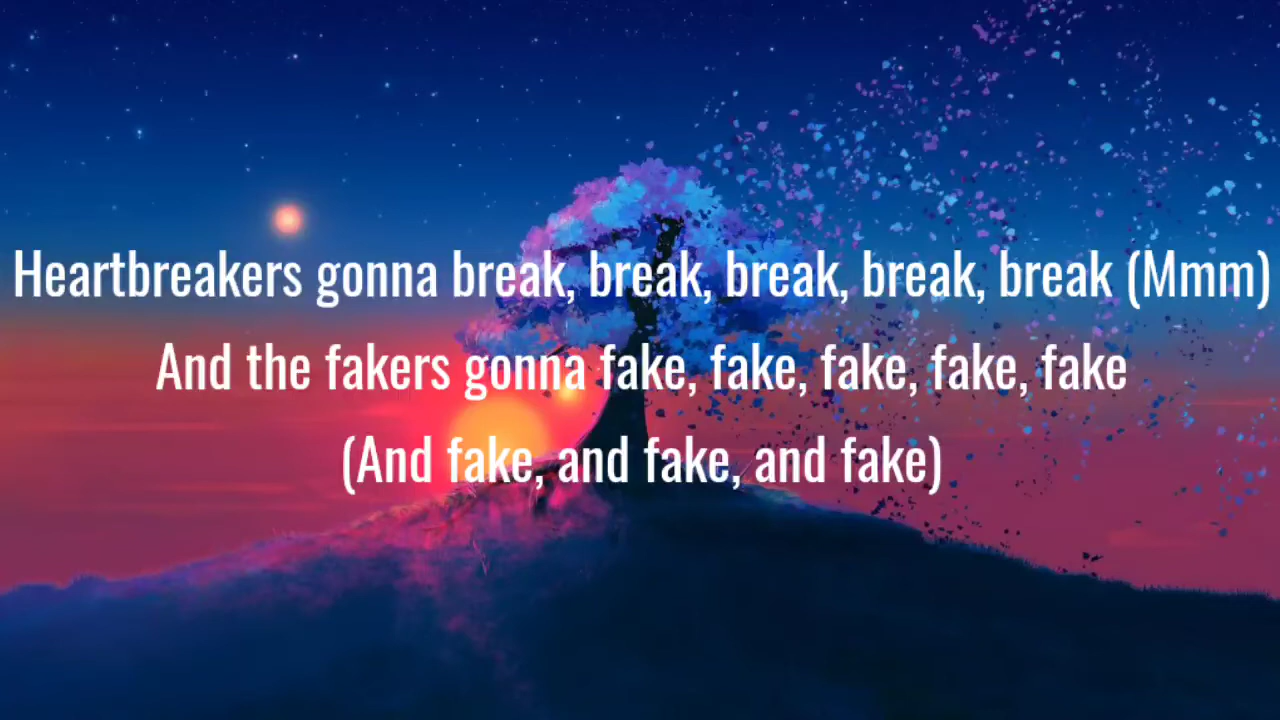 Heartbreakers gonna break, break, break, break, break (Mmm)
And the fakers gonna fake, fake, fake, fake, fake
(And fake, and fake, and fake)